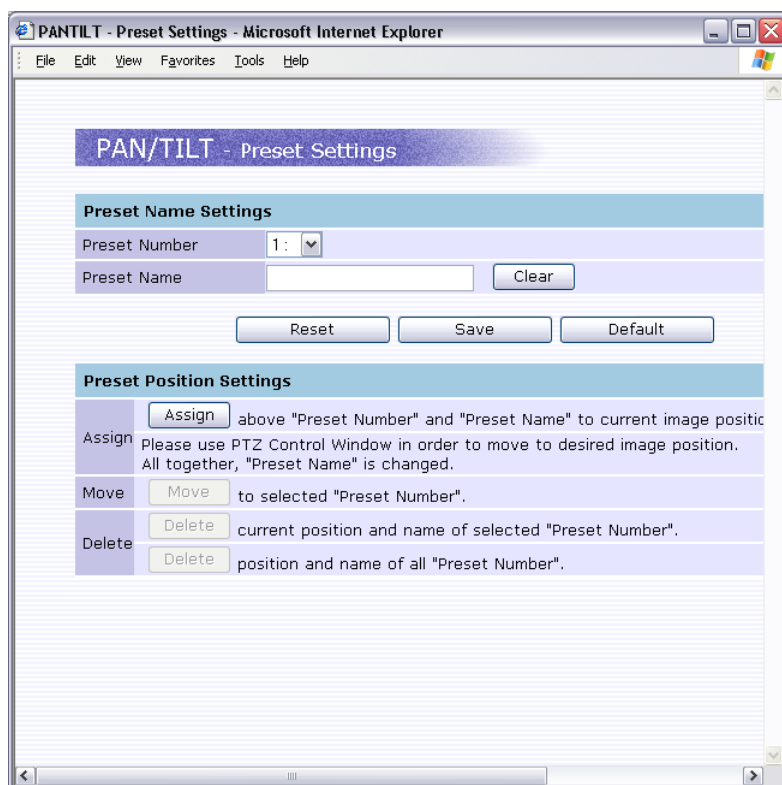 PANTILT - Preset Settings - Microsoft Internet Explorer
File Edit View Favorites Tools Help
PAN/TILT - Preset Settings
Preset Name Settings
Preset Number 1 :
Preset Name Clear
Reset Save Default
Preset Position Settings
Assign Assign above "Preset Number" and "Preset Name" to current image positio
Please use PTZ Control Window in order to move to desired image position.
All together, "Preset Name" is changed.
Move Move to selected "Preset Number".
Delete Delete current position and name of selected "Preset Number".
Delete position and name of all "Preset Number".